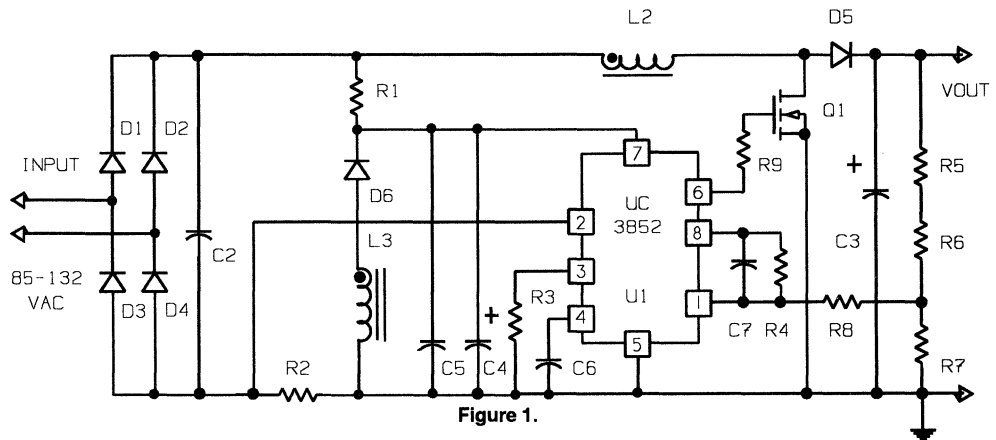 L2
D5
R1
Q1
VOUT
D1
D2
INPUT
R9
R5
7
6
D6
UC
3852
2
8
C2
C3
R6
L3
85-132
VAC
3
R3
D3
D4
U1
1
4
C7
R4
R8
5
R2
C5
C4
C6
R7
+
+
Figure 1.